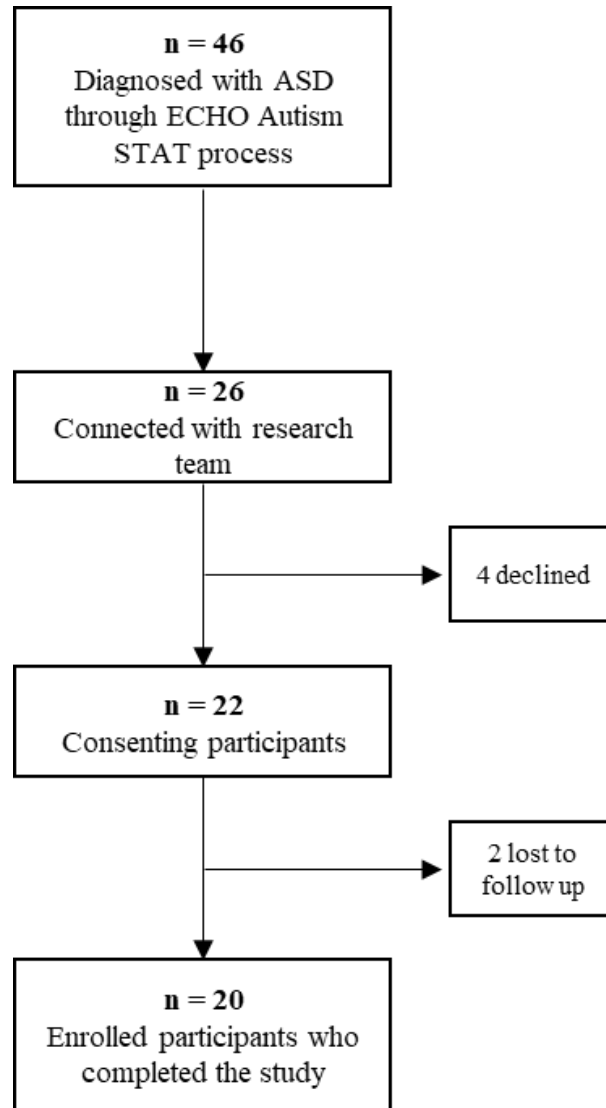 n = 46
Diagnosed with ASD
through ECHO Autism
STAT process
n = 26
Connected with research
team
4 declined
n = 22
Consenting participants
2 lost to
follow up
n = 20
Enrolled participants who
completed the study